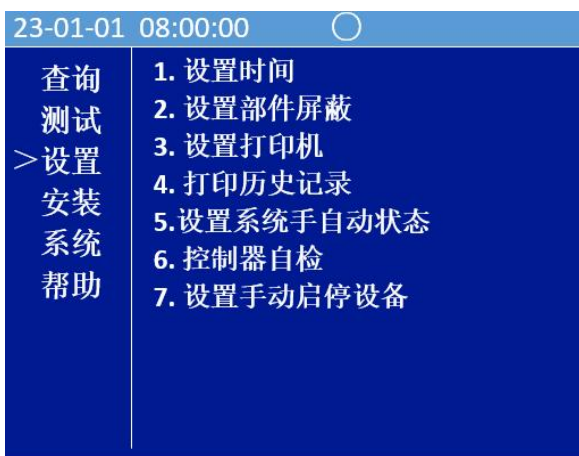 23-01-01 08:00:00
查询
测试
>设置
安装
系统
帮助
1. 设置时间
2. 设置部件屏蔽
3. 设置打印机
4. 打印历史记录
5.设置系统手自动状态
6. 控制器自检
7. 设置手动启停设备